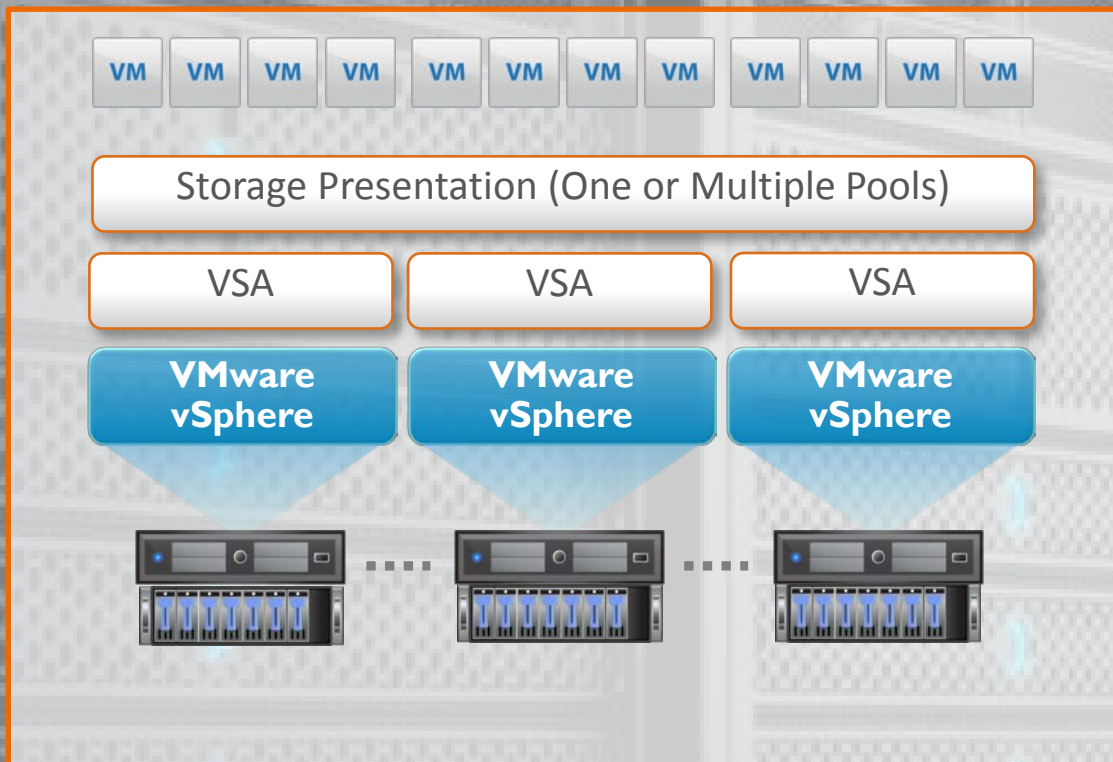 VM VM VM VM VM VM VM VM VM VM VM VM
Storage Presentation (One or Multiple Pools)
VSA VSA VSA
VMware VMware VMware
vSphere vSphere vSphere